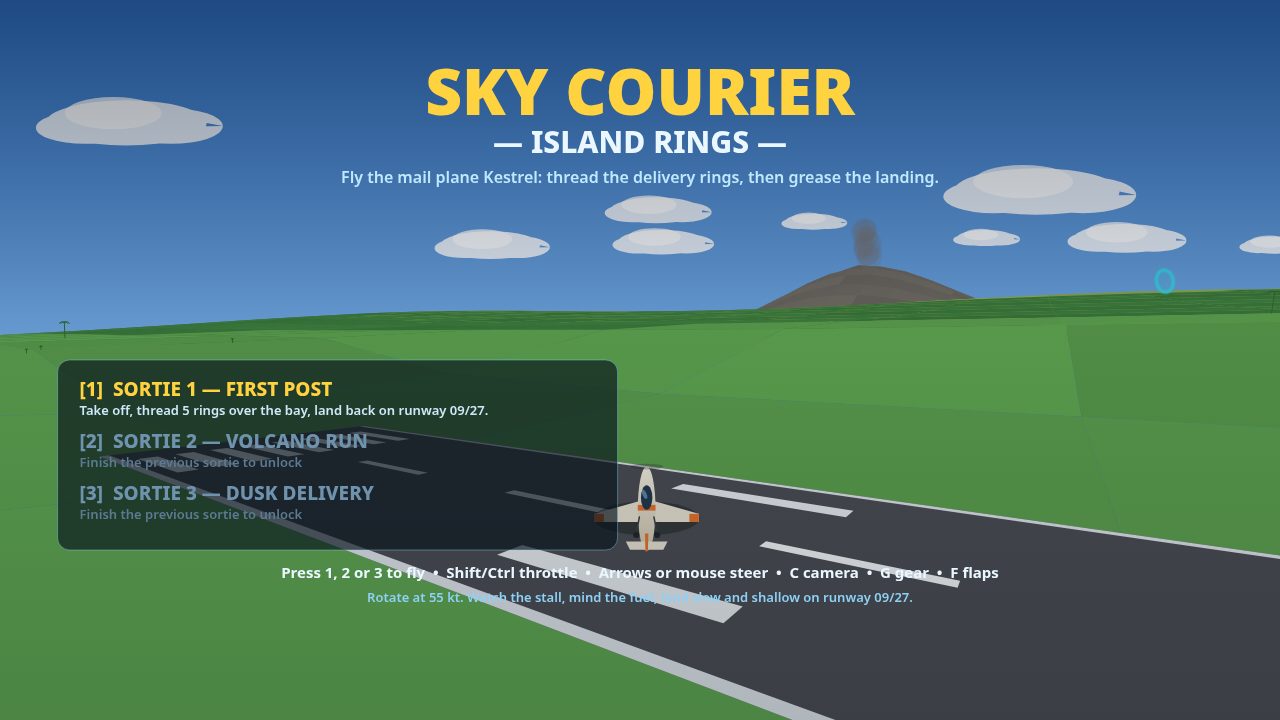 SKY COURIER
— ISLAND RINGS —
Fly the mail plane Kestrel: thread the delivery rings, then grease the landing.
[1] SORTIE 1 — FIRST POST
Take off, thread 5 rings over the bay, land back on runway 09/27.
[2] SORTIE 2 — VOLCANO RUN
Finish the previous sortie to unlock
[3] SORTIE 3 — DUSK DELIVERY
Finish the previous sortie to unlock
Press 1, 2 or 3 to fly • Shift/Ctrl throttle • Arrows or mouse steer • C camera • G gear • F flaps
Rotate at 55 kt. Watch the stall, mind the fuel, land slow and shallow on runway 09/27.